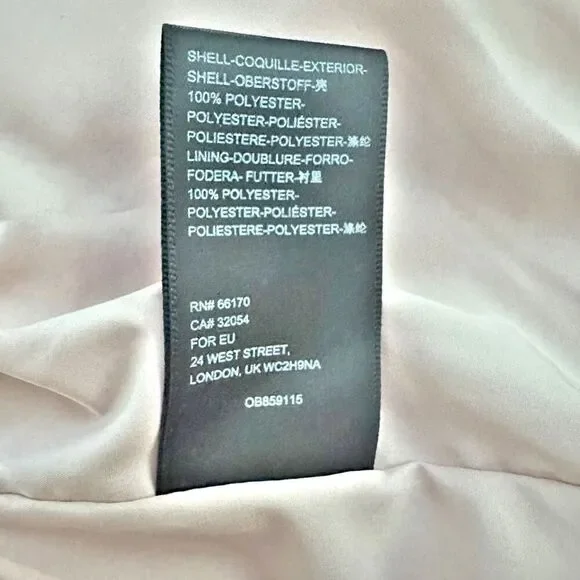 SHELL-COQUILLE-EXTERIOR-
SHELL-OBERSTOFF-壳
100% POLYESTER-
POLYESTER-POLIÉSTER-
POLIESTERE-POLYESTER-涤纶
LINING-DOUBLURE-FORRO-
FODERA- FUTTER-衬里
100% POLYESTER-
POLYESTER-POLIÉSTER-
POLIESTERE-POLYESTER-涤纶
RN# 66170
CA# 32054
FOR EU
24 WEST STREET,
LONDON, UK WC2H9NA
OB859115